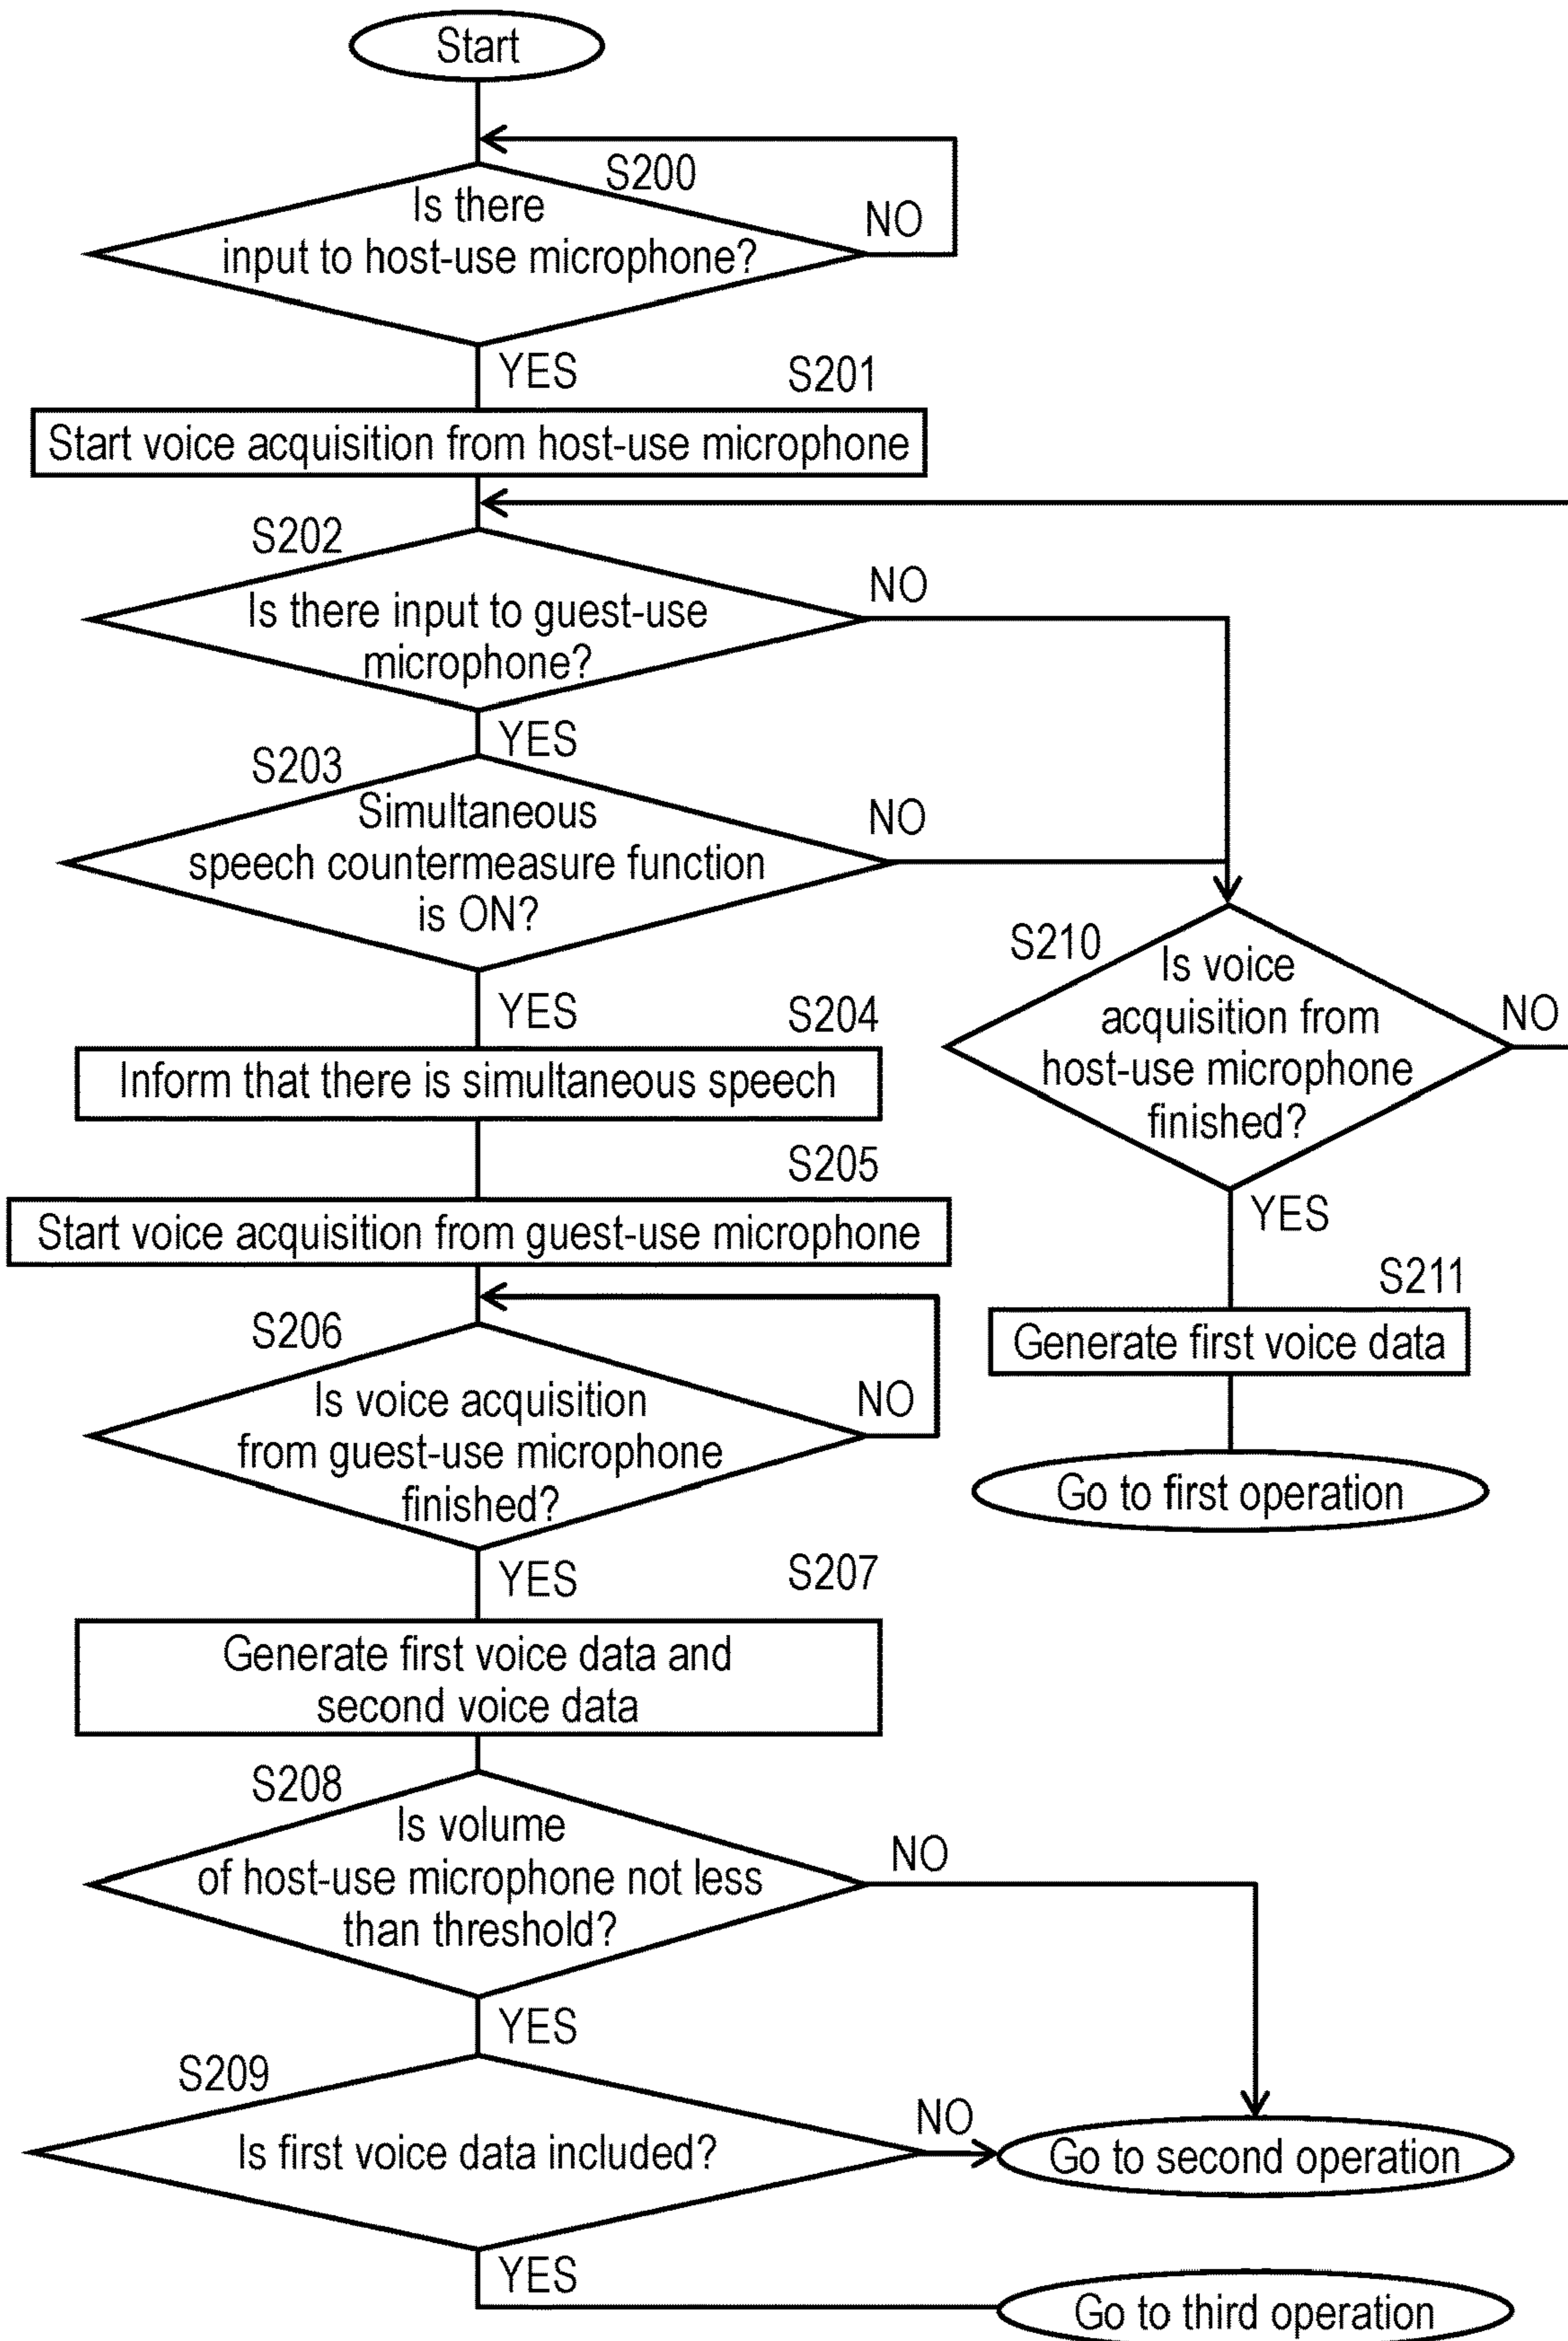 Start
S200
Is there
input to host-use microphone?
NO
YES
S201
Start voice acquisition from host-use microphone
S202
Is there input to guest-use
microphone?
NO
YES
S203
Simultaneous
speech countermeasure function
is ON?
NO
YES
S204
Inform that there is simultaneous speech
S205
Start voice acquisition from guest-use microphone
S206
Is voice acquisition
from guest-use microphone
finished?
NO
YES
S207
Generate first voice data and
second voice data
S208
Is volume
of host-use microphone not less
than threshold?
NO
YES
S209
Is first voice data included?
NO
YES
S210
Is voice
acquisition from
host-use microphone
finished?
NO
YES
S211
Generate first voice data
Go to first operation
Go to second operation
Go to third operation